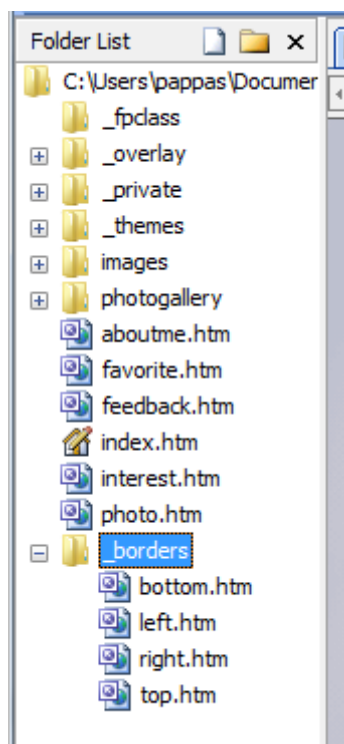 Folder List
C:\Users\pappas\Documer
_fpclass
_overlay
_private
_themes
images
photogallery
aboutme.htm
favorite.htm
feedback.htm
index.htm
interest.htm
photo.htm
_borders
bottom.htm
left.htm
right.htm
top.htm